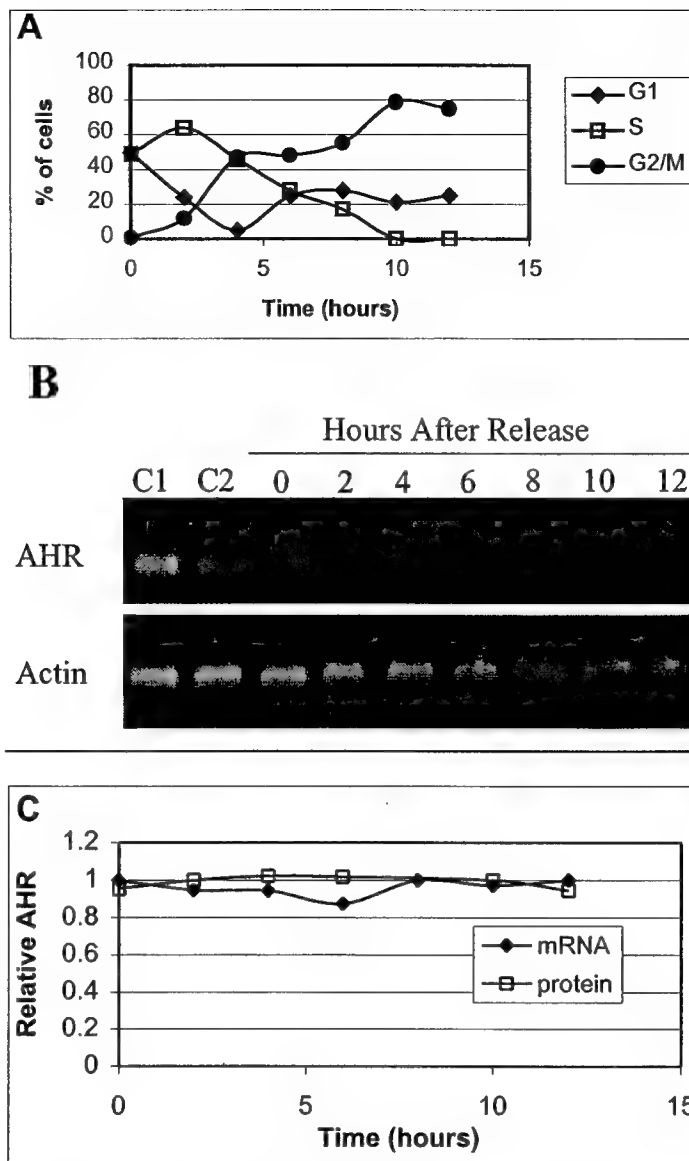 A
100
80
60
40
20
0
% of cells
0 5 10 15
Time (hours)
G1
S
G2/M
B
Hours After Release
C1 C2 0 2 4 6 8 10 12
AHR
Actin
C
1.2
1
0.8
0.6
0.4
0.2
0
Relative AHR
mRNA
protein
0 5 10 15
Time (hours)